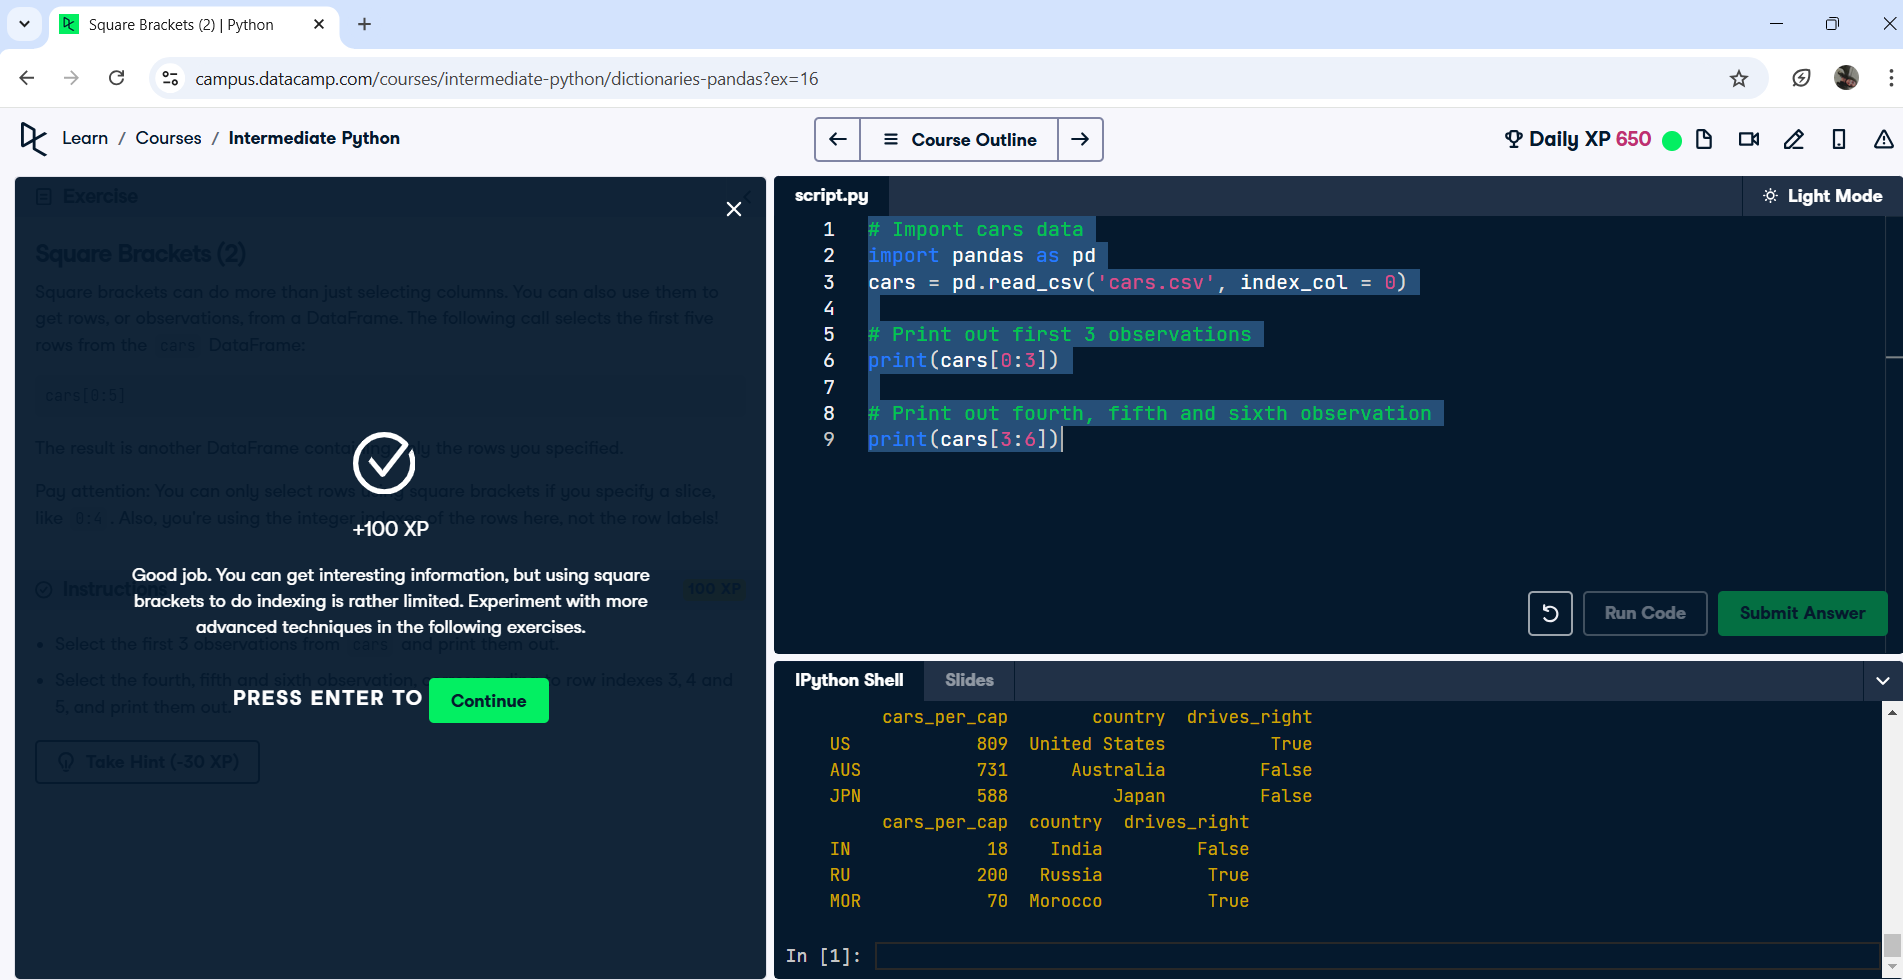 Square Brackets (2) | Python
campus.datacamp.com/courses/intermediate-python/dictionaries-pandas?ex=16
Learn / Courses / Intermediate Python
Course Outline
Daily XP 650
Exercise
Square Brackets (2)
Square brackets can do more than just selecting columns. You can also use them to
get rows, or observations, from a DataFrame. The following call selects the first five
rows from the cars DataFrame:
cars[0:5]
The result is another DataFrame containing only the rows you specified.
Pay attention: You can only select rows using square brackets if you specify a slice,
like 0:4 . Also, you're using the integer indexes of the rows here, not the row labels!
+100 XP
Good job. You can get interesting information, but using square
brackets to do indexing is rather limited. Experiment with more
advanced techniques in the following exercises.
Instructions
100 XP
Select the first 3 observations from cars and print them out.
Select the fourth, fifth and sixth observation, to row indexes 3, 4 and
5, and print them out.
PRESS ENTER TO Continue
Take Hint (-30 XP)
script.py
Light Mode
1 # Import cars data
2 import pandas as pd
3 cars = pd.read_csv('cars.csv', index_col = 0)
4
5 # Print out first 3 observations
6 print(cars[0:3])
7
8 # Print out fourth, fifth and sixth observation
9 print(cars[3:6])
Run Code
Submit Answer
IPython Shell
Slides
cars_per_cap country drives_right
US 809 United States True
AUS 731 Australia False
JPN 588 Japan False
cars_per_cap country drives_right
IN 18 India False
RU 200 Russia True
MOR 70 Morocco True
In [1]: